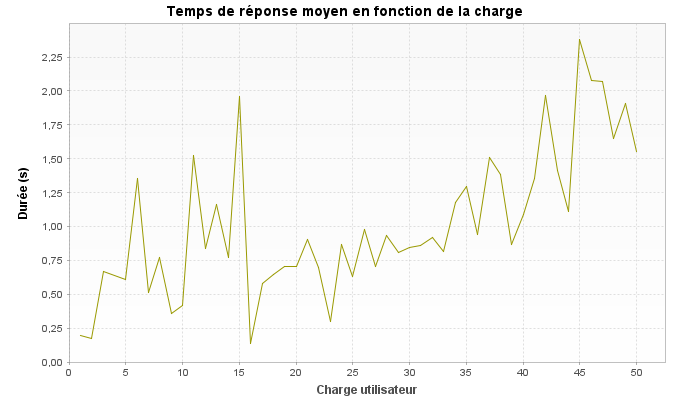 Temps de réponse moyen en fonction de la charge
Durée (s)
2,25
2,00
1,75
1,50
1,25
1,00
0,75
0,50
0,25
0,00
0 5 10 15 20 25 30 35 40 45 50
Charge utilisateur